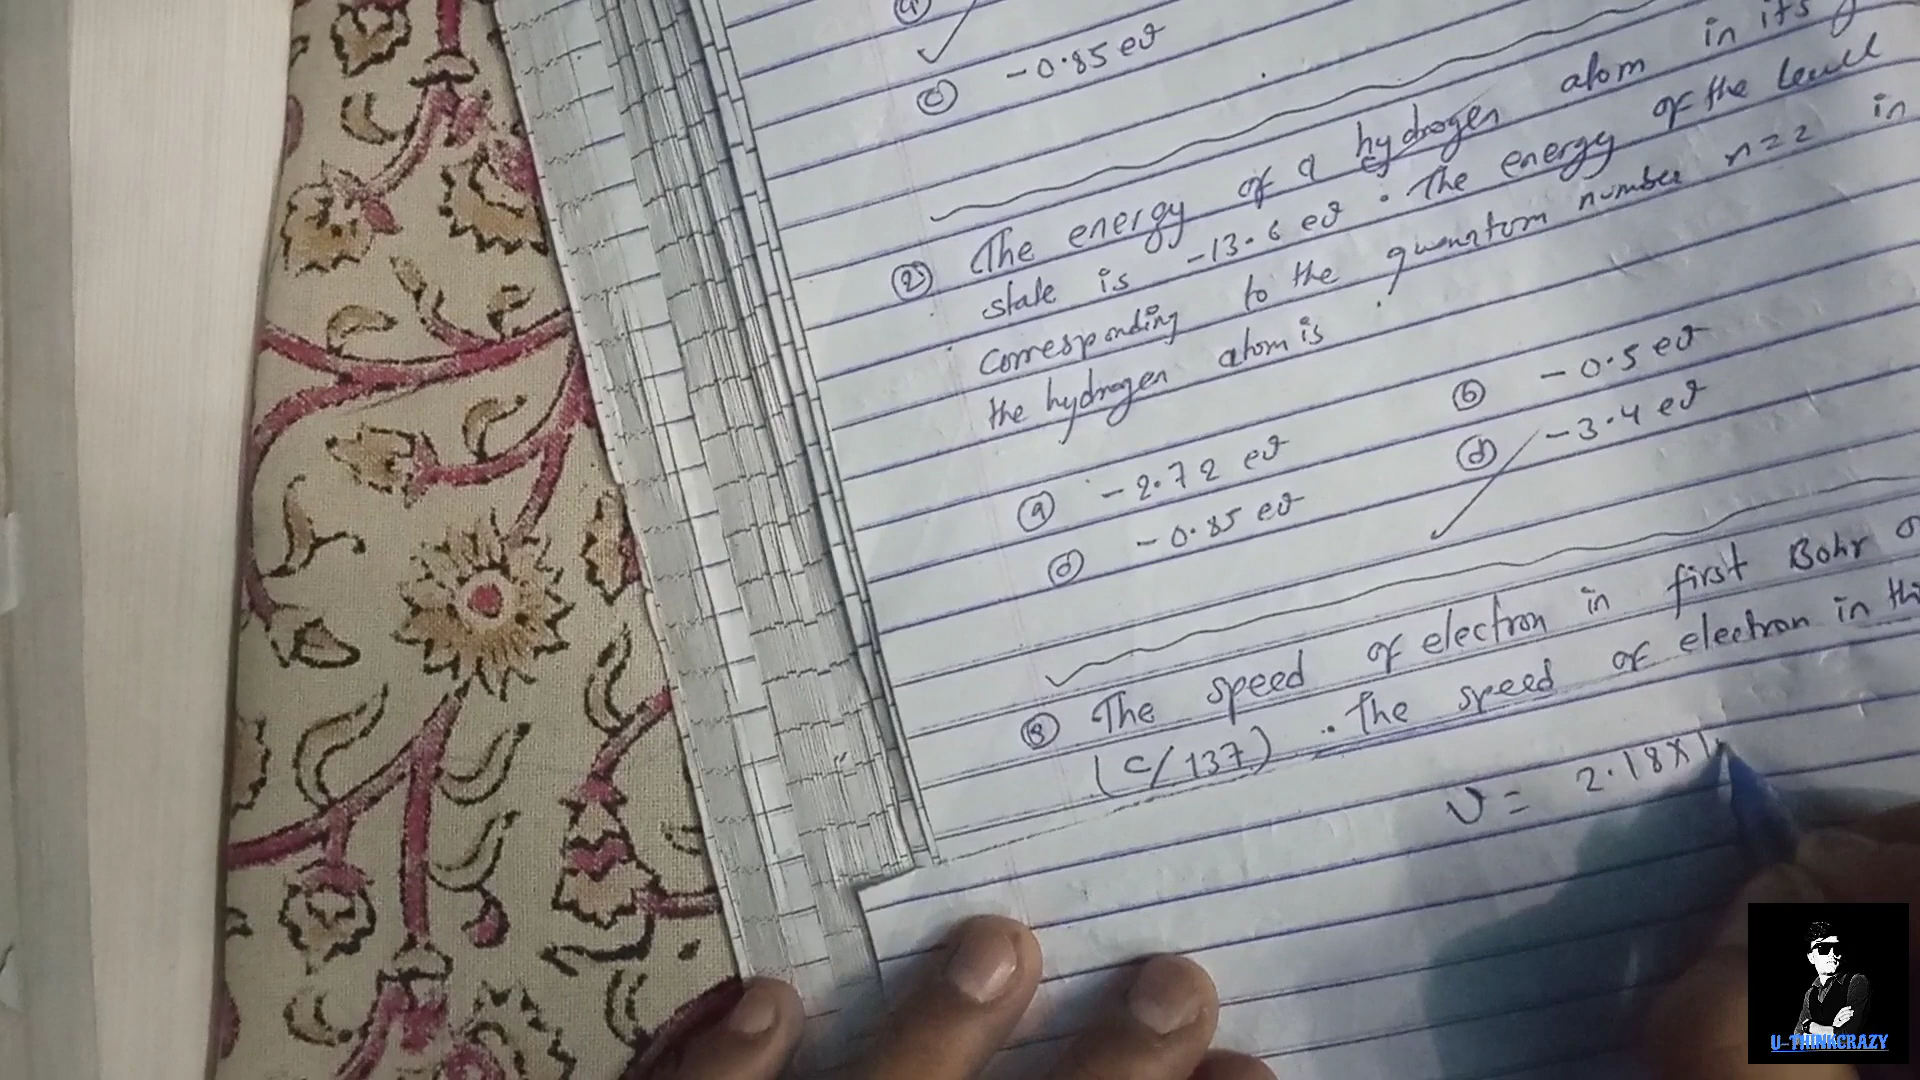 (c) -0.85 ev
(2) The energy of a hydrogen atom in its
state is -13.6 ev. The energy of the level
corresponding to the quantum number n=2 in
the hydrogen atom is
(a) -2.72 ev (b) -0.5 ev
-0.85 ev (d) -3.4 ev
The speed of electron in first Bohr
(c/137). The speed of electron in
v = 2.18×1
U-THINKCRAZY